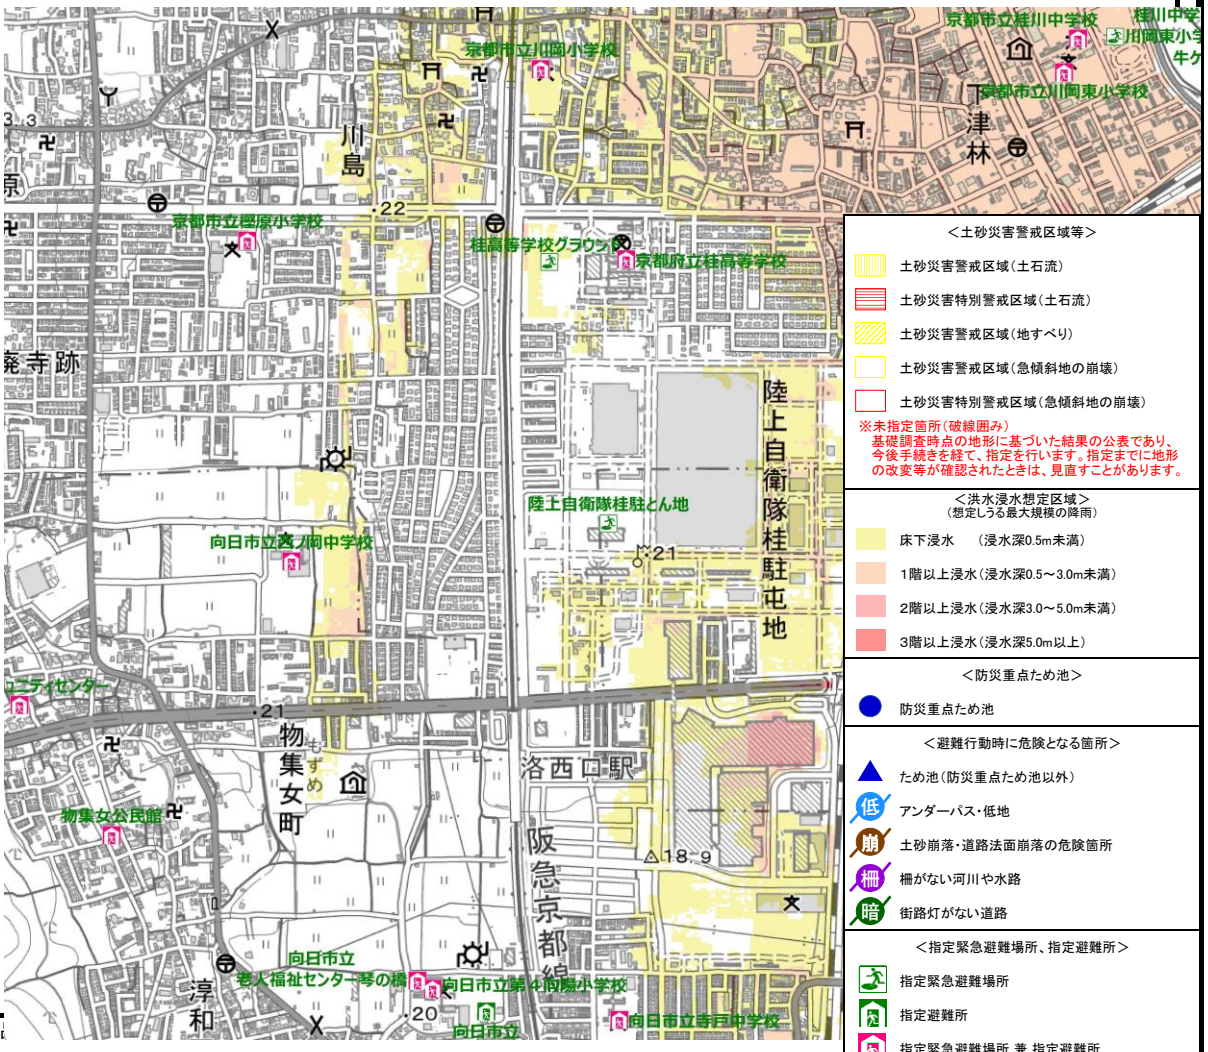 京都市立桂川中学校
桂川中学
川岡東小学
牛ケ
京都市立川岡小学校
京都市立川岡東小学校
下津林
3.3
川島
原
・22
京都市立樫原小学校
桂高等学校グラウンド
京都府立桂高等学校
廃寺跡
陸上自衛隊桂駐屯地
陸上自衛隊桂駐とん地
向日市立西ノ岡中学校
・21
ュニティセンター
・21
物集女町
もずめ
洛西口駅
物集女公民館
阪急京都線
18.9
向日市立
老人福祉センター琴の橋
向日市立第4向陽小学校
淳和
・20
向日市立
向日市立寺戸中学校
＜土砂災害警戒区域等＞
土砂災害警戒区域（土石流）
土砂災害特別警戒区域（土石流）
土砂災害警戒区域（地すべり）
土砂災害警戒区域（急傾斜地の崩壊）
土砂災害特別警戒区域（急傾斜地の崩壊）
※未指定箇所（破線囲み）
基礎調査時点の地形に基づいた結果の公表であり、
今後手続きを経て、指定を行います。指定までに地形
の改変等が確認されたときは、見直すことがあります。
＜洪水浸水想定区域＞
（想定しうる最大規模の降雨）
床下浸水　（浸水深0.5m未満）
1階以上浸水（浸水深0.5～3.0m未満）
2階以上浸水（浸水深3.0～5.0m未満）
3階以上浸水（浸水深5.0m以上）
＜防災重点ため池＞
防災重点ため池
＜避難行動時に危険となる箇所＞
ため池（防災重点ため池以外）
低 アンダーパス・低地
崩 土砂崩落・道路法面崩落の危険箇所
柵 柵がない河川や水路
暗 街路灯がない道路
＜指定緊急避難場所、指定避難所＞
指定緊急避難場所
指定避難所
指定緊急避難場所 兼 指定避難所